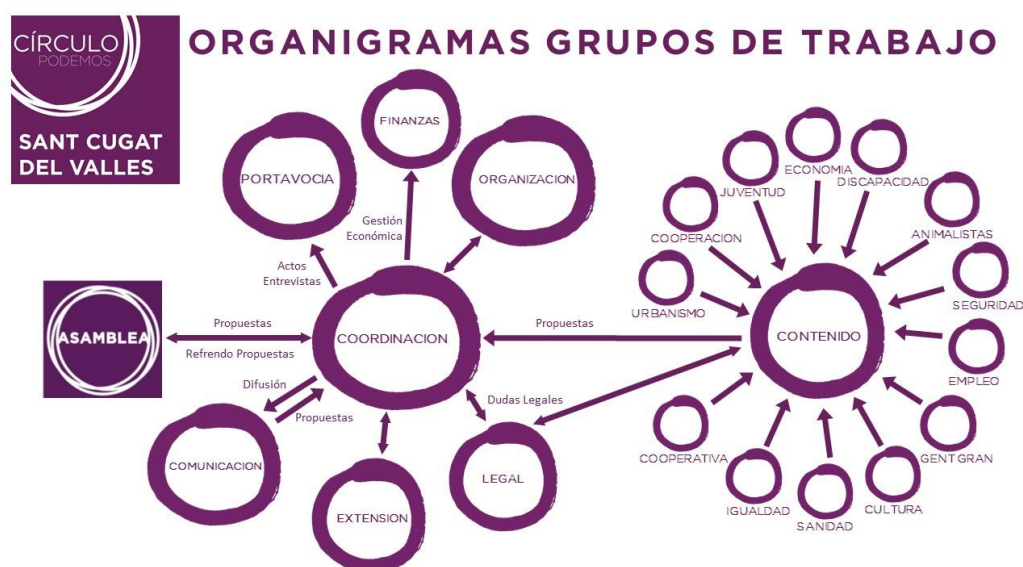 CÍRCULO
PODEMOS
SANT CUGAT
DEL VALLES
ORGANIGRAMAS GRUPOS DE TRABAJO
FINANZAS
PORTAVOCIA
ORGANIZACION
Gestión
Económica
Actos
Entrevistas
ASAMBLEA
Propuestas
Refrendo Propuestas
COORDINACION
Propuestas
Difusión
Propuestas
Dudas Legales
COMUNICACION
EXTENSION
LEGAL
CONTENIDO
ECONOMIA
JUVENTUD
DISCAPACIDAD
COOPERACION
ANIMALISTAS
URBANISMO
SEGURIDAD
EMPLEO
COOPERATIVA
GENT GRAN
IGUALDAD
CULTURA
SANIDAD